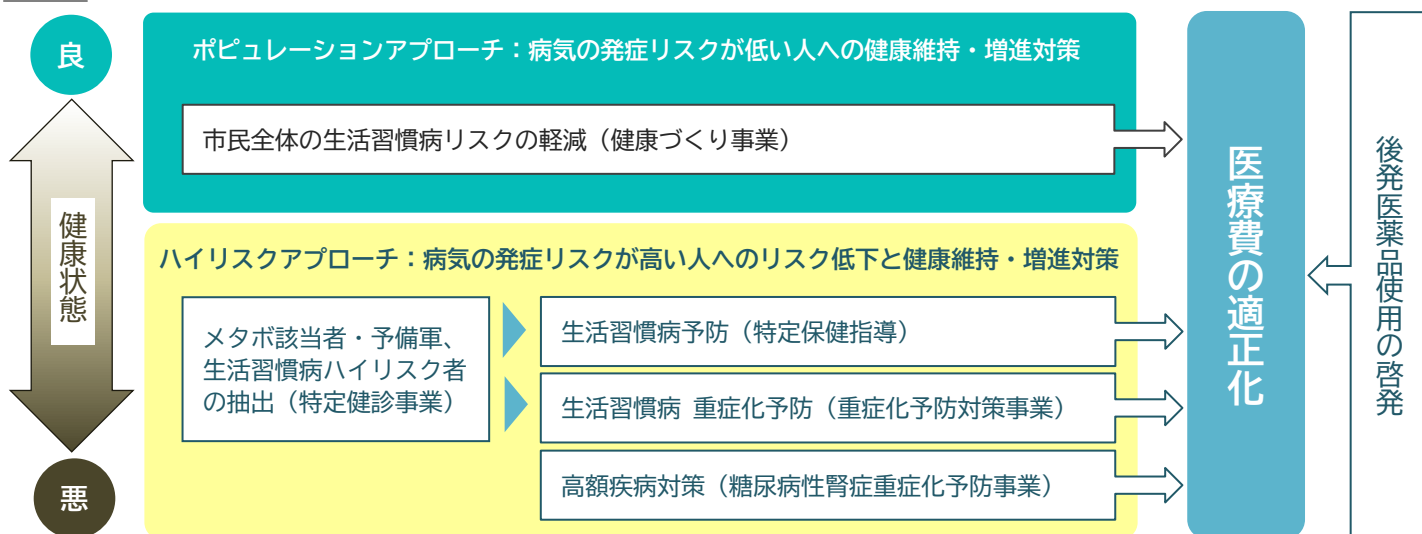 良
ポピュレーションアプローチ：病気の発症リスクが低い人への健康維持・増進対策
市民全体の生活習慣病リスクの軽減（健康づくり事業）
健康状態
ハイリスクアプローチ：病気の発症リスクが高い人へのリスク低下と健康維持・増進対策
メタボ該当者・予備軍、
生活習慣病ハイリスク者
の抽出（特定健診事業）
生活習慣病予防（特定保健指導）
生活習慣病 重症化予防（重症化予防対策事業）
高額疾病対策（糖尿病性腎症重症化予防事業）
悪
医療費の適正化
後発医薬品使用の啓発